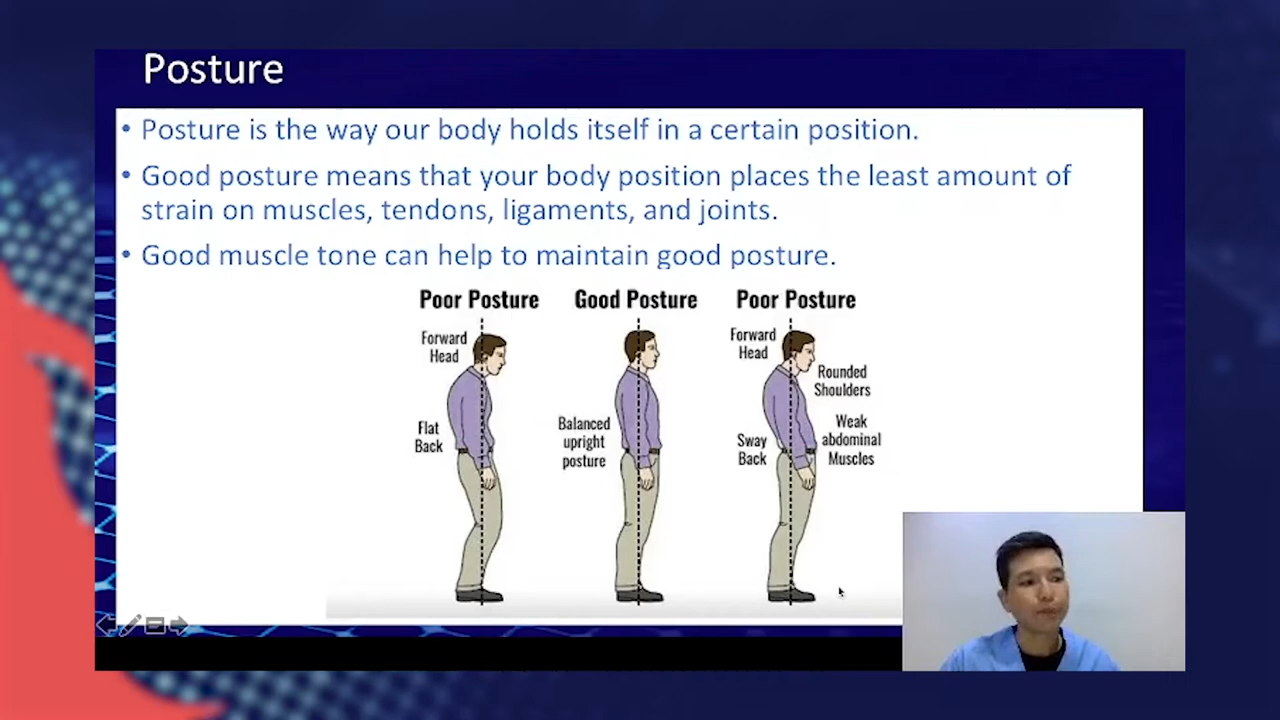 Posture
• Posture is the way our body holds itself in a certain position.
• Good posture means that your body position places the least amount of
strain on muscles, tendons, ligaments, and joints.
• Good muscle tone can help to maintain good posture.
Poor Posture
Forward
Head
Flat
Back
Good Posture
Balanced
upright
posture
Poor Posture
Forward
Head
Rounded
Shoulders
Sway
Back
Weak
abdominal
Muscles